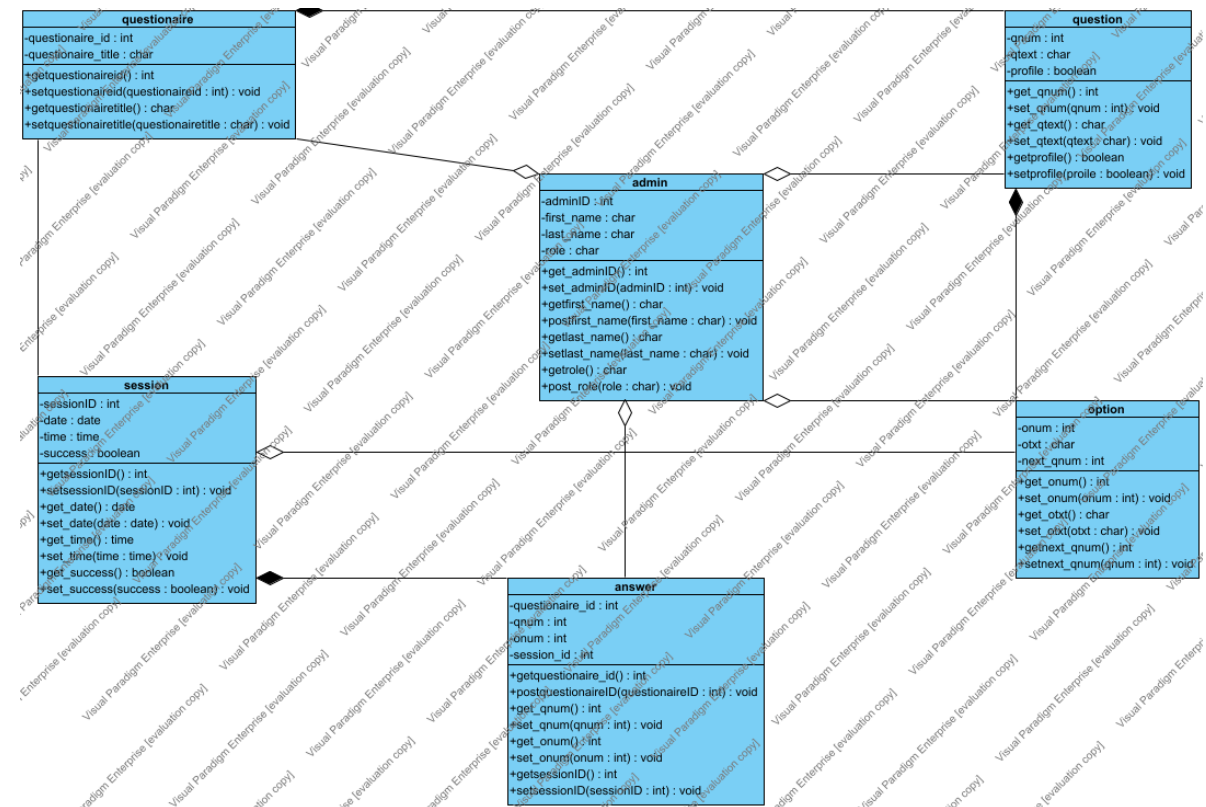 questionaire
-questionaire_id : int
-questionaire_title : char
+getquestionaireid() : int
+setquestionaireid(questionaireid : int) : void
+getquestionairetitle() : char
+setquestionairetitle(questionairetitle : char) : void
question
-qnum : int
-qtext : char
-profile : boolean
+get_qnum() : int
+set_qnum(qnum : int) : void
+get_qtext() : char
+set_qtext(qtext : char) : void
+getprofile() : boolean
+setprofile(proile : boolean) : void
admin
-adminID : int
-first_name : char
-last_name : char
-role : char
+get_adminID() : int
+set_adminID(adminID : int) : void
+getfirst_name() : char
+postfirst_name(first_name : char) : void
+getlast_name() : char
+setlast_name(last_name : char) : void
+getrole() : char
+post_role(role : char) : void
session
-sessionID : int
-date : date
-time : time
-success : boolean
+getsessionID() : int
+setsessionID(sessionID : int) : void
+get_date() : date
+set_date(date : date) : void
+get_time() : time
+set_time(time : time) : void
+get_success() : boolean
+set_success(success : boolean) : void
option
-onum : int
-otxt : char
-next_qnum : int
+get_onum() : int
+set_onum(onum : int) : void
+get_otxt() : char
+set_otxt(otxt : char) : void
+getnext_qnum() : int
+setnext_qnum(qnum : int) : void
answer
-questionaire_id : int
-qnum : int
-onum : int
-session_id : int
+getquestionaire_id() : int
+postquestionaireID(questionaireID : int) : void
+get_qnum() : int
+set_qnum(qnum : int) : void
+get_onum() : int
+set_onum(onum : int) : void
+getsessionID() : int
+setsessionID(sessionID : int) : void
Visual Paradigm Enterprise [evaluation copy]